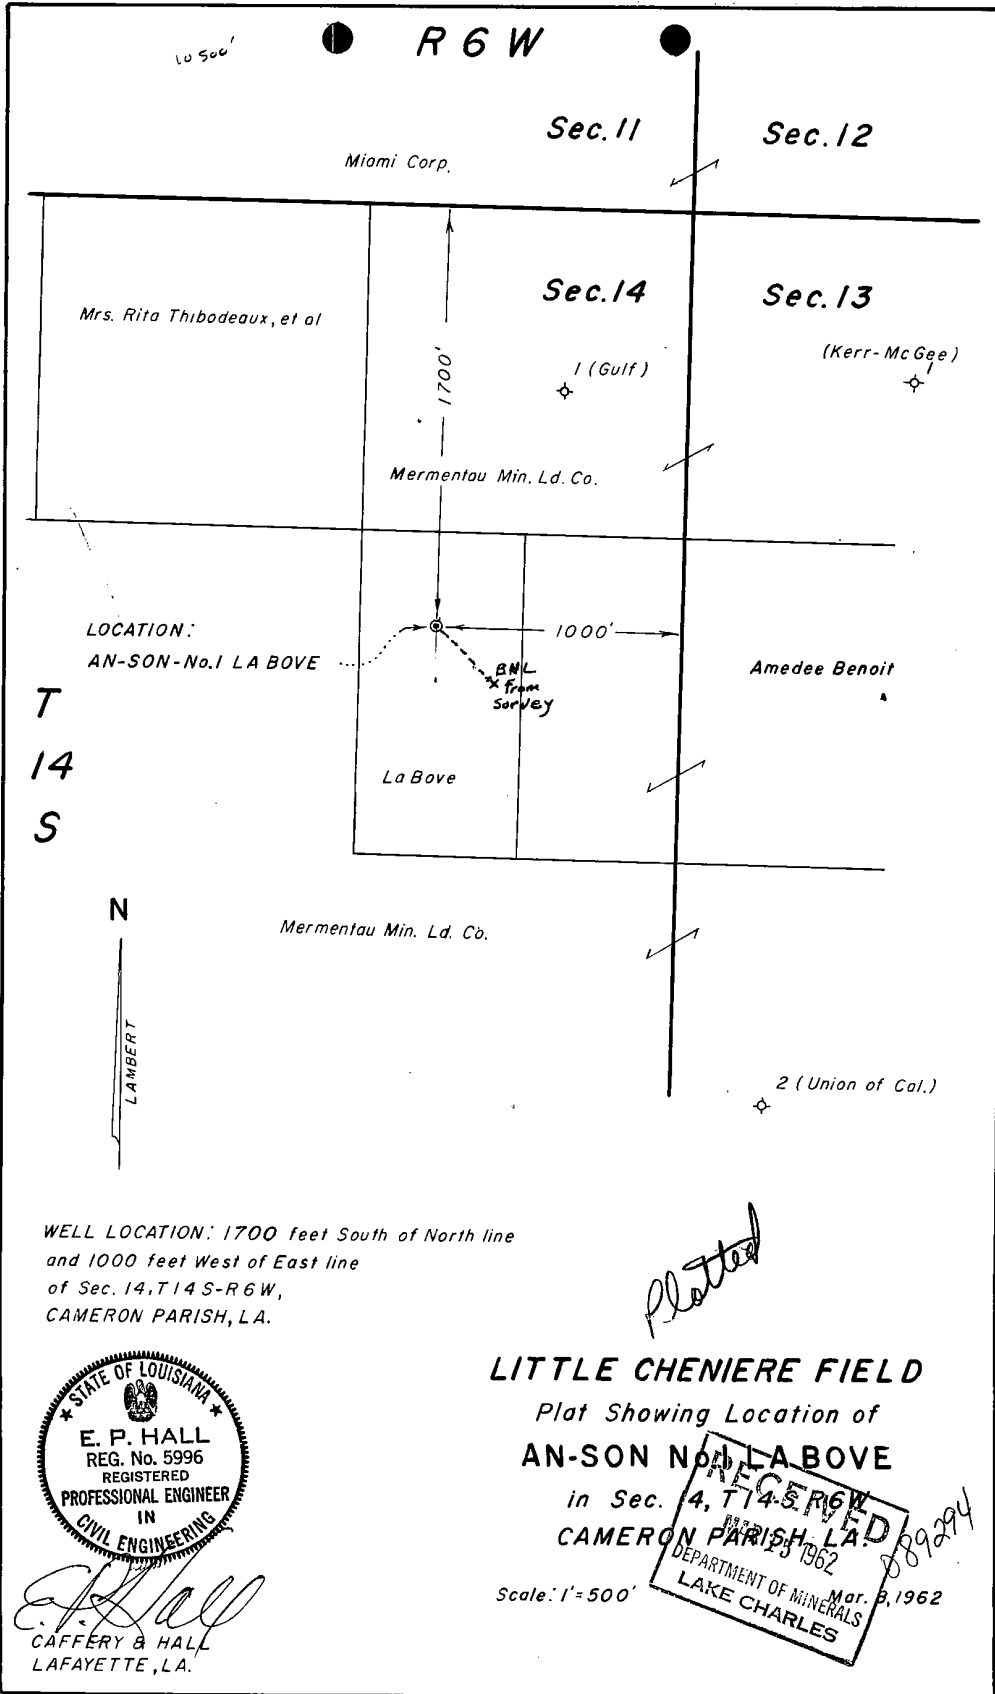 10 500'
R 6 W
Sec. 11
Sec. 12
Miami Corp.
Sec. 14
Sec. 13
Mrs. Rita Thibodeaux, et al
1700'
1 (Gulf)
(Kerr-McGee)
1
Mermentau Min. Ld. Co.
LOCATION:
AN-SON-No.1 LA BOVE
1000'
BHL
from
Sorvey
Amedee Benoit
T
14
S
La Bove
N
LAMBERT
Mermentau Min. Ld. Co.
2 (Union of Cal.)
WELL LOCATION: 1700 feet South of North line
and 1000 feet West of East line
of Sec. 14, T14S-R6W,
CAMERON PARISH, LA.
Plotted
STATE OF LOUISIANA
E. P. HALL
REG. No. 5996
REGISTERED
PROFESSIONAL ENGINEER
IN
CIVIL ENGINEERING
E.P. Hall
CAFFERY & HALL
LAFAYETTE, LA.
LITTLE CHENIERE FIELD
Plat Showing Location of
AN-SON No.1 LA BOVE
in Sec. 14, T14S-R6W
CAMERON PARISH, LA.
Scale: 1"=500'
Mar. 8, 1962
RECEIVED
1962
DEPARTMENT OF MINERALS
LAKE CHARLES
089294